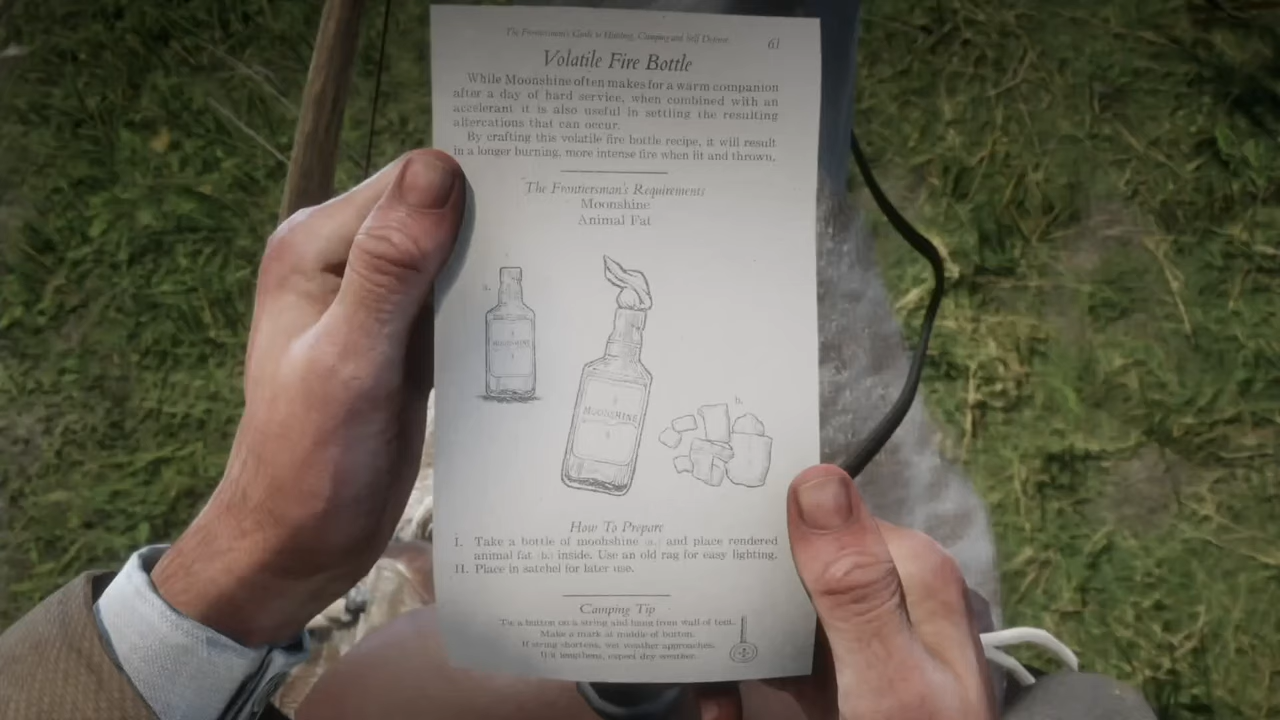 The Frontiersman's Guide to Hunting, Camping and Self Defense
61
Volatile Fire Bottle
While Moonshine often makes for a warm companion
after a day of hard service, when combined with an
accelerant it is also useful in settling the resulting
altercations that can occur.
By crafting this volatile fire bottle recipe, it will result
in a longer burning, more intense fire when lit and thrown.
The Frontiersman's Requirements
Moonshine
Animal Fat
a.
MOONSHINE
MOONSHINE
b.
How To Prepare
I. Take a bottle of moohshine (a.) and place rendered
animal fat (b.) inside. Use an old rag for easy lighting.
II. Place in satchel for later use.
Camping Tip
Tie a button on a string and hang from wall of tent.
Make a mark at middle of button.
If string shortens, wet weather approaches.
If it lengthens, expect dry weather.